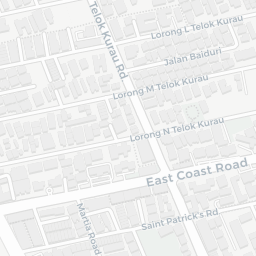 Telok Kurau Rd
Lorong L Telok Kurau
Jalan Baiduri
Lorong M Telok Kurau
Lorong N Telok Kurau
East Coast Road
Martia Road
Saint Patrick's Rd